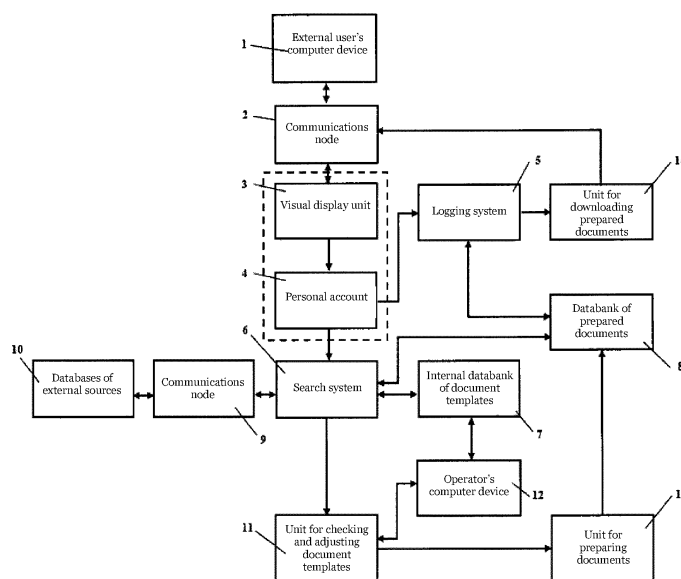 External user's
computer device
1
2
Communications
node
3
Visual display unit
5
Logging system
1
Unit for
downloading
prepared
documents
4
Personal account
6
Databank of
prepared
documents
8
10
Databases of
external sources
Communications
node
9
Search system
Internal databank
of document
templates
7
Operator's
computer device
12
11
Unit for checking
and adjusting
document
templates
1
Unit for
preparing
documents